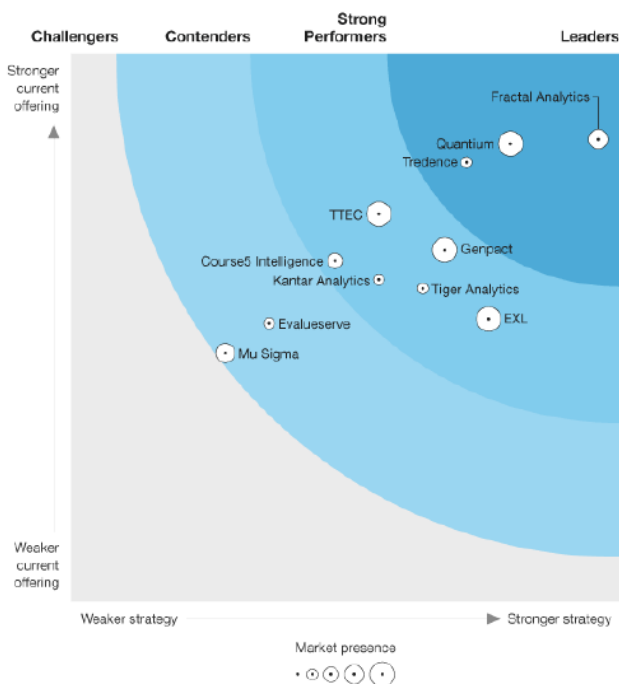 Challengers
Contenders
Strong
Performers
Leaders
Stronger
current
offering
Fractal Analytics
Quantium
Tredence
TTEC
Genpact
Course5 Intelligence
Kantar Analytics
Tiger Analytics
EXL
Evalueserve
Mu Sigma
Weaker
current
offering
Weaker strategy
Stronger strategy
Market presence